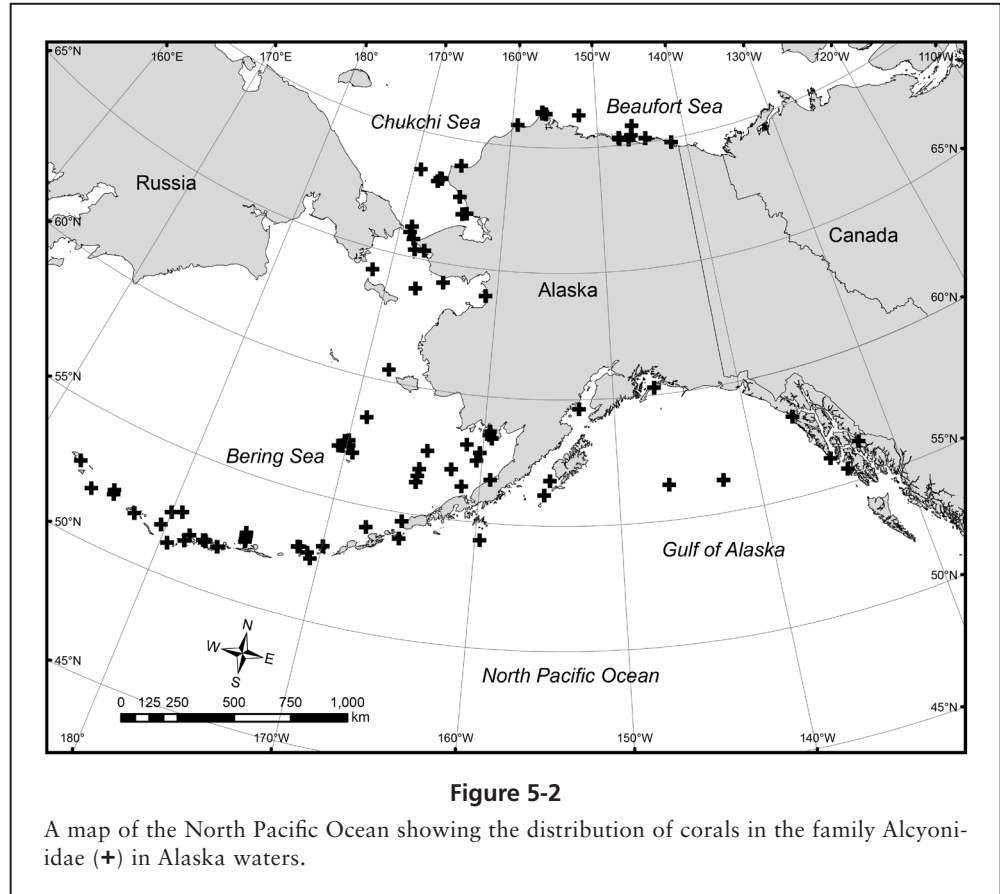 65°N 160°E 170°E 180° 170°W 160°W 150°W 140°W 130°W 120°W 110°W
Chukchi Sea
Beaufort Sea
65°N
Russia
60°N
Canada
Alaska
60°N
55°N
Bering Sea
55°N
50°N
Gulf of Alaska
50°N
N
W
E
S
45°N
North Pacific Ocean
0 125 250 500 750 1,000
km
45°N
180° 170°W 160°W 150°W 140°W
Figure 5-2
A map of the North Pacific Ocean showing the distribution of corals in the family Alcyoni-
idae (+) in Alaska waters.